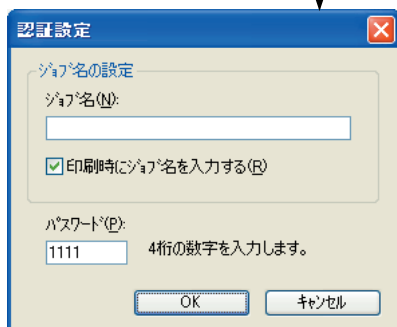 認証設定
ｼﾞｮﾌﾞ名の設定
ｼﾞｮﾌﾞ名(N):
印刷時にｼﾞｮﾌﾞ名を入力する(R)
ﾊﾟｽﾜｰﾄﾞ(P):
1111 4桁の数字を入力します。
OK ｷｬﾝｾﾙ